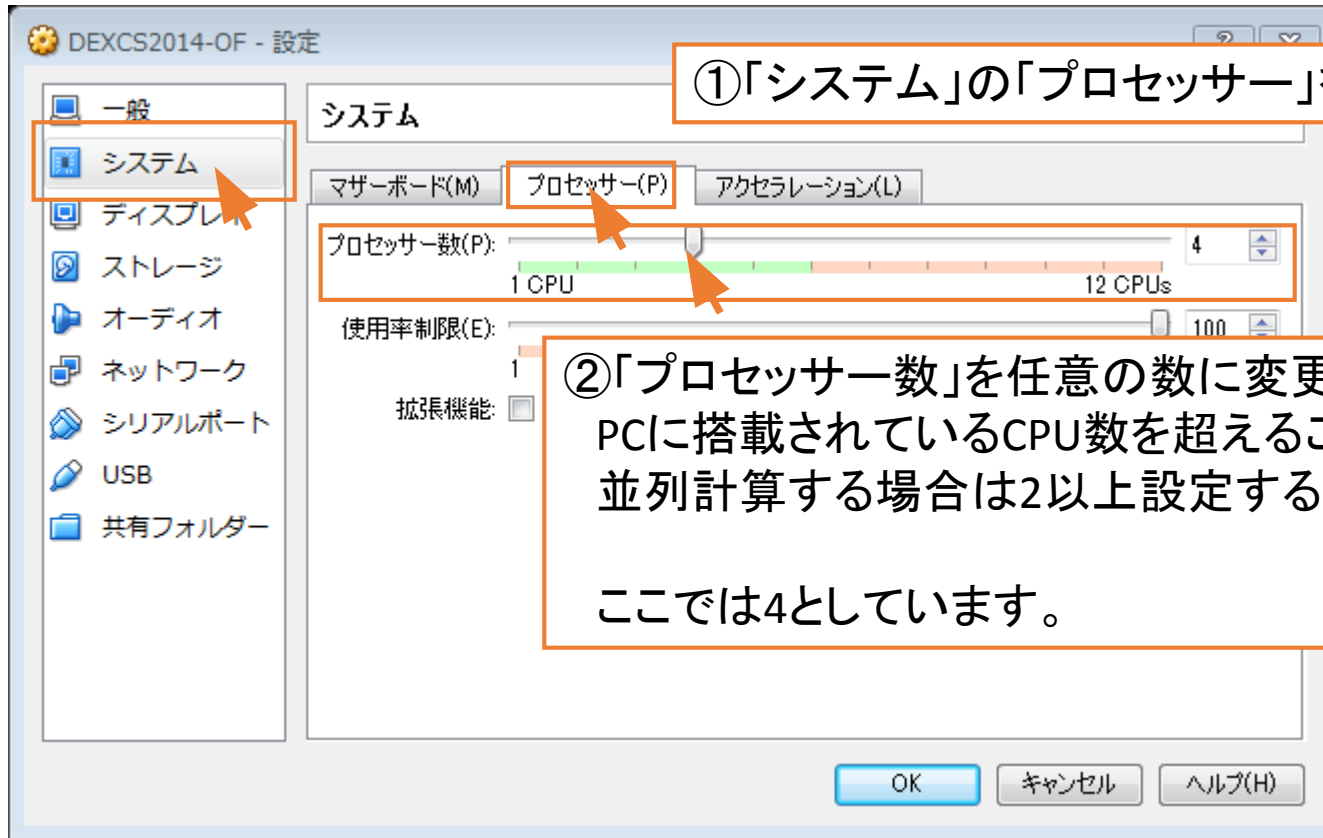 DEXCS2014-OF - 設定
①「システム」の「プロセッサー」
一般
システム
システム
ディスプレイ
ストレージ
オーディオ
ネットワーク
シリアルポート
USB
共有フォルダー
マザーボード(M)
プロセッサー(P)
アクセラレーション(L)
プロセッサー数(P):
4
1 CPU
12 CPUs
使用率制限(E):
100
1
拡張機能:
②「プロセッサー数」を任意の数に変更
PCに搭載されているCPU数を超えるこ
並列計算する場合は2以上設定する
ここでは4としています。
OK
キャンセル
ヘルプ(H)